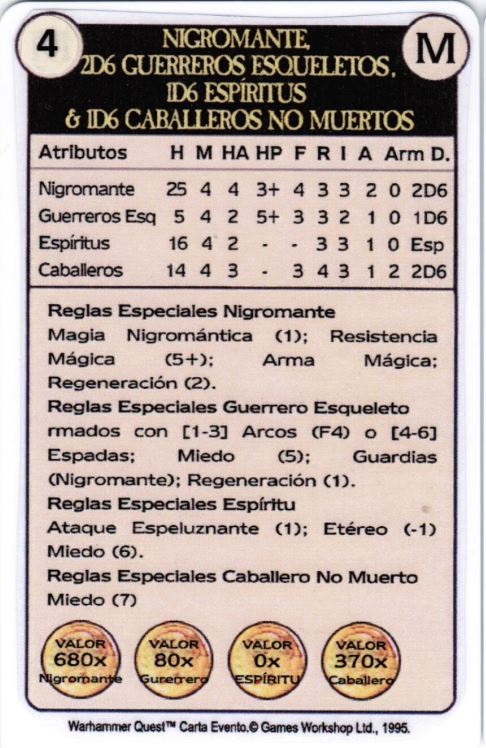 4
M
NIGROMANTE,
2D6 GUERREROS ESQUELETOS,
1D6 ESPÍRITUS
& 1D6 CABALLEROS NO MUERTOS
Atributos H M HA HP F R I A Arm D.
Nigromante 25 4 4 3+ 4 3 3 2 0 2D6
Guerreros Esq 5 4 2 5+ 3 3 2 1 0 1D6
Espíritus 16 4 2 - - 3 3 1 0 Esp
Caballeros 14 4 3 - 3 4 3 1 2 2D6
Reglas Especiales Nigromante
Magia Nigromántica (1); Resistencia
Mágica (5+); Arma Mágica;
Regeneración (2).
Reglas Especiales Guerrero Esqueleto
rmados con [1-3] Arcos (F4) o [4-6]
Espadas; Miedo (5); Guardias
(Nigromante); Regeneración (1).
Reglas Especiales Espíritu
Ataque Espeluznante (1); Etéreo (-1)
Miedo (6).
Reglas Especiales Caballero No Muerto
Miedo (7)
VALOR VALOR VALOR VALOR
680x 80x 0x 370x
Nigromante Gurerrero ESPÍRITU Caballero
Warhammer Quest™ Carta Evento.© Games Workshop Ltd., 1995.